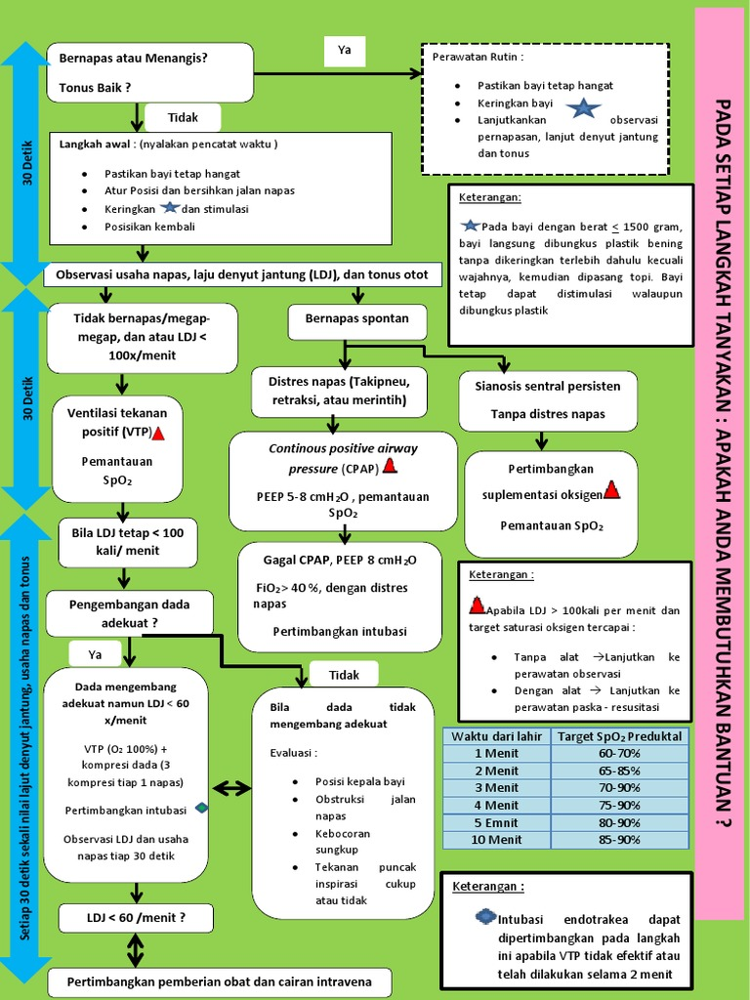 Bernapas atau Menangis?
Tonus Baik ?
Ya
Perawatan Rutin :
• Pastikan bayi tetap hangat
• Keringkan bayi
• Lanjutkankan observasi
pernapasan, lanjut denyut jantung
dan tonus
Tidak
30 Detik
Langkah awal : (nyalakan pencatat waktu )
• Pastikan bayi tetap hangat
• Atur Posisi dan bersihkan jalan napas
• Keringkan dan stimulasi
• Posisikan kembali
Keterangan:
Pada bayi dengan berat < 1500 gram,
bayi langsung dibungkus plastik bening
tanpa dikeringkan terlebih dahulu kecuali
wajahnya, kemudian dipasang topi. Bayi
tetap dapat distimulasi walaupun
dibungkus plastik
Observasi usaha napas, laju denyut jantung (LDJ), dan tonus otot
30 Detik
Tidak bernapas/megap-
megap, dan atau LDJ <
100x/menit
Bernapas spontan
Distres napas (Takipneu,
retraksi, atau merintih)
Sianosis sentral persisten
Tanpa distres napas
Ventilasi tekanan
positif (VTP)
Pemantauan
SpO2
Continous positive airway
pressure (CPAP)
PEEP 5-8 cmH2O , pemantauan
SpO2
Pertimbangkan
suplementasi oksigen
Pemantauan SpO2
Setiap 30 detik sekali nilai lajut denyut jantung, usaha napas dan tonus
Bila LDJ tetap < 100
kali/ menit
Gagal CPAP, PEEP 8 cmH2O
FiO2> 40 %, dengan distres
napas
Pertimbangkan intubasi
Keterangan :
Apabila LDJ > 100kali per menit dan
target saturasi oksigen tercapai :
• Tanpa alat →Lanjutkan ke
perawatan observasi
• Dengan alat → Lanjutkan ke
perawatan paska - resusitasi
Pengembangan dada
adekuat ?
Ya
Tidak
Dada mengembang
adekuat namun LDJ < 60
x/menit
VTP (O2 100%) +
kompresi dada (3
kompresi tiap 1 napas)
Pertimbangkan intubasi
Observasi LDJ dan usaha
napas tiap 30 detik
Bila dada tidak
mengembang adekuat
Evaluasi :
• Posisi kepala bayi
• Obstruksi jalan
napas
• Kebocoran
sungkup
• Tekanan puncak
inspirasi cukup
atau tidak
Waktu dari lahir Target SpO2 Preduktal
1 Menit 60-70%
2 Menit 65-85%
3 Menit 70-90%
4 Menit 75-90%
5 Emnit 80-90%
10 Menit 85-90%
LDJ < 60 /menit ?
Keterangan :
Intubasi endotrakea dapat
dipertimbangkan pada langkah
ini apabila VTP tidak efektif atau
telah dilakukan selama 2 menit
Pertimbangkan pemberian obat dan cairan intravena
PADA SETIAP LANGKAH TANYAKAN : APAKAH ANDA MEMBUTUHKAN BANTUAN ?